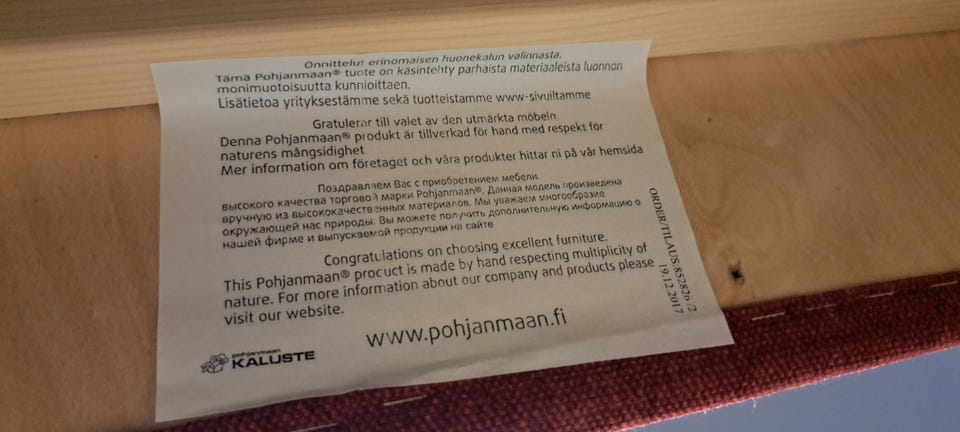 Onnittelut erinomaisen huonekalun valinnasta.
Tämä Pohjanmaan® tuote on käsintehty parhaista materiaaleista luonnon
monimuotoisuutta kunnioittaen.
Lisätietoa yrityksestämme sekä tuotteistamme www-sivuiltamme
Gratulerar till valet av den utmärkta möbeln.
Denna Pohjanmaan® produkt är tillverkad för hand med respekt för
naturens mångsidighet
Mer information om företaget och våra produkter hittar ni på vår hemsida
Поздравляем Вас с приобретением мебели.
высокого качества торговой марки Pohjanmaan®. Данная модель произведена
вручную из высококачественных материалов. Мы уважаем многообразие
окружающей нас природы. Вы можете получить дополнительную информацию о
нашей фирме и выпускаемой продукции на сайте
Congratulations on choosing excellent furniture.
This Pohjanmaan® product is made by hand respecting multiplicity of
nature. For more information about our company and products please
visit our website.
www.pohjanmaan.fi
pohjanmaan
KALUSTE
ORDER/TILAUS:852826 /2
19.12.2017